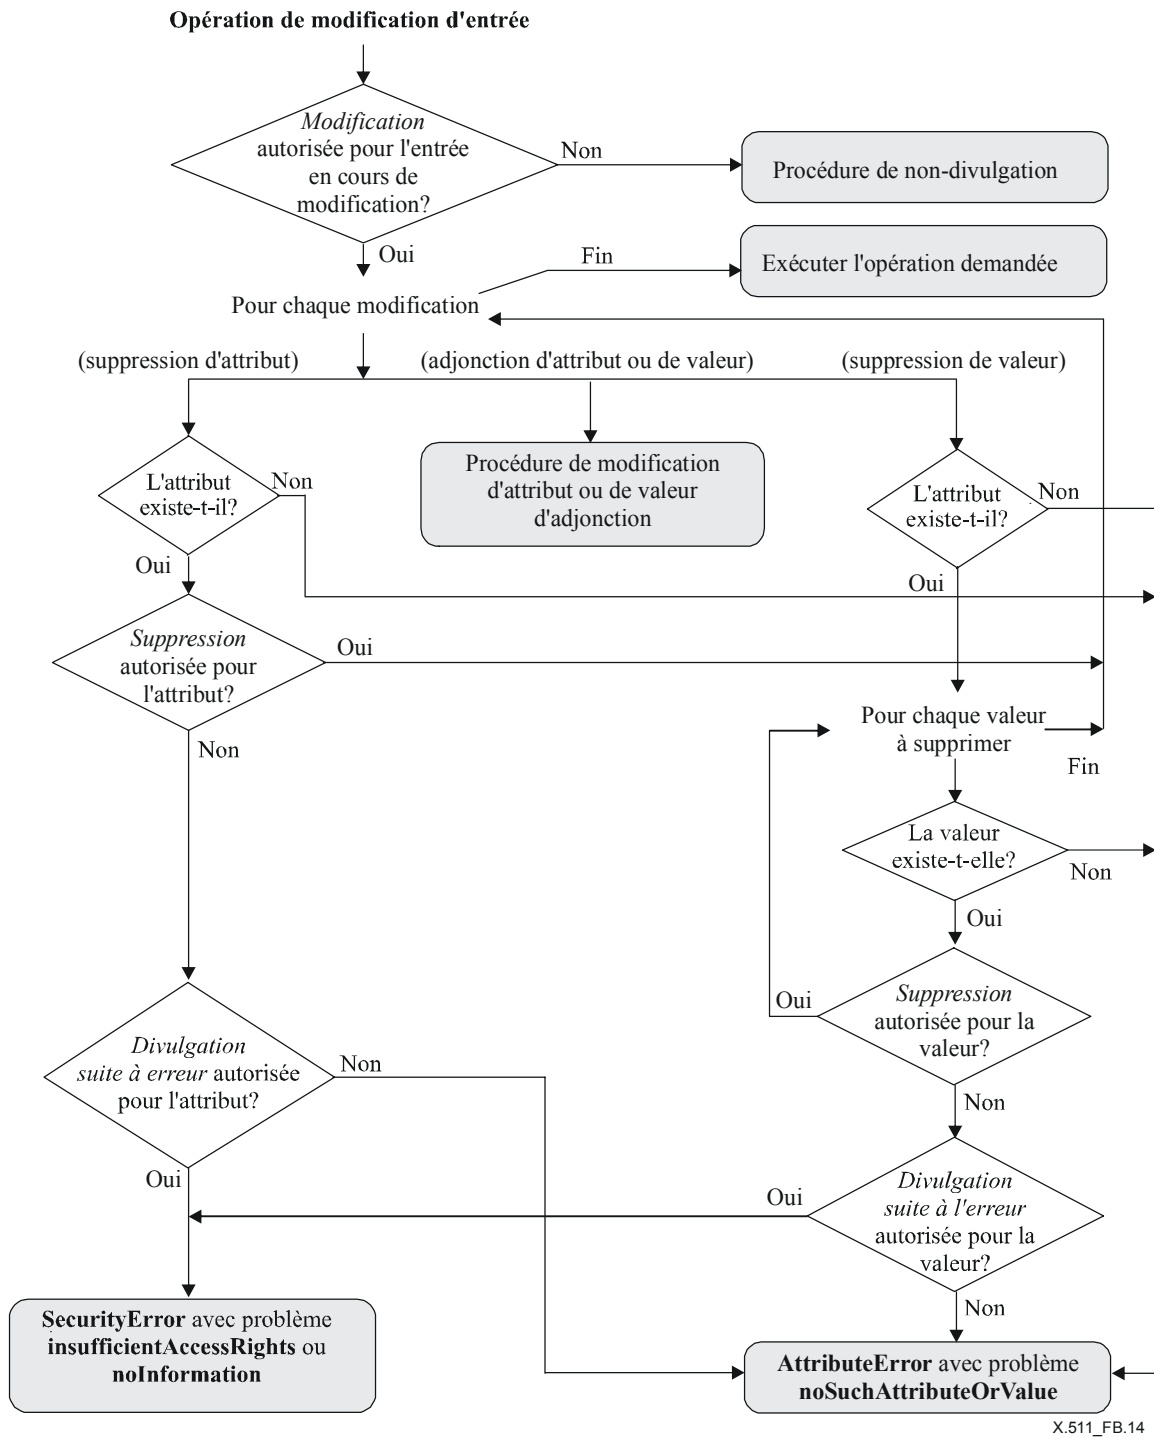 Opération de modification d'entrée
Modification
autorisée pour l'entrée
en cours de
modification?
Non
Procédure de non-divulgation
Oui
Fin
Exécuter l'opération demandée
Pour chaque modification
(suppression d'attribut)
(adjonction d'attribut ou de valeur)
(suppression de valeur)
L'attribut
existe-t-il?
Non
Procédure de modification
d'attribut ou de valeur
d'adjonction
L'attribut
existe-t-il?
Non
Oui
Oui
Suppression
autorisée pour
l'attribut?
Oui
Non
Pour chaque valeur
à supprimer
Fin
La valeur
existe-t-elle?
Non
Oui
Suppression
autorisée pour la
valeur?
Oui
Non
Divulgation
suite à erreur autorisée
pour l'attribut?
Non
Oui
Divulgation
suite à l'erreur
autorisée pour la
valeur?
Oui
Non
SecurityError avec problème
insufficientAccessRights ou
noInformation
AttributeError avec problème
noSuchAttributeOrValue
X.511_FB.14